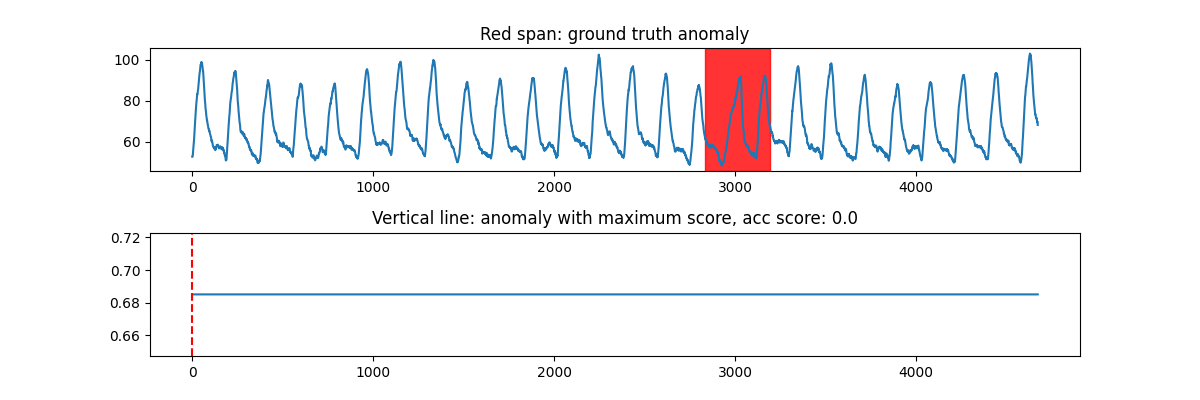 Red span: ground truth anomaly
100
80
60
0 1000 2000 3000 4000
Vertical line: anomaly with maximum score, acc score: 0.0
0.72
0.70
0.68
0.66
0 1000 2000 3000 4000